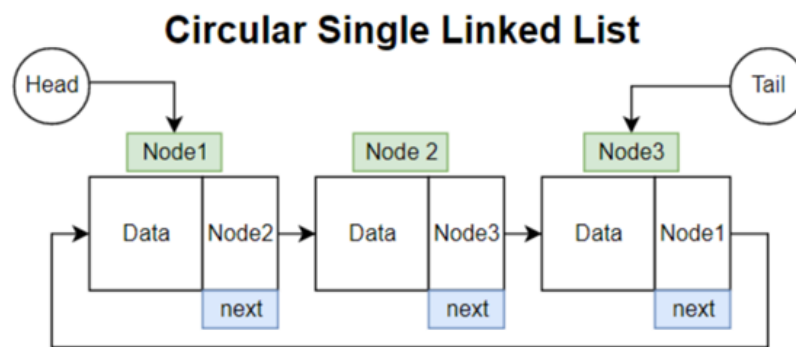 Circular Single Linked List
Head
Tail
Node1
Node 2
Node3
Data
Node2
Data
Node3
Data
Node1
next
next
next